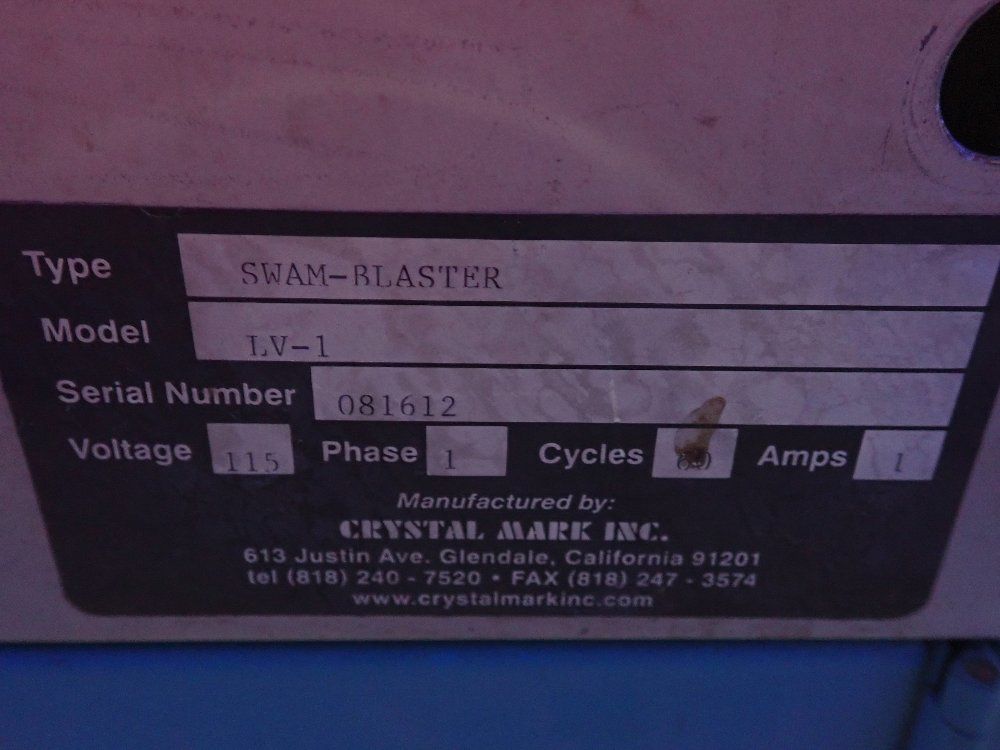 Type SWAM-BLASTER
Model LV-1
Serial Number 081612
Voltage 115 Phase 1 Cycles 60 Amps 1
Manufactured by:
CRYSTAL MARK INC.
613 Justin Ave. Glendale, California 91201
tel (818) 240 - 7520 • FAX (818) 247 - 3574
www.crystalmarkinc.com